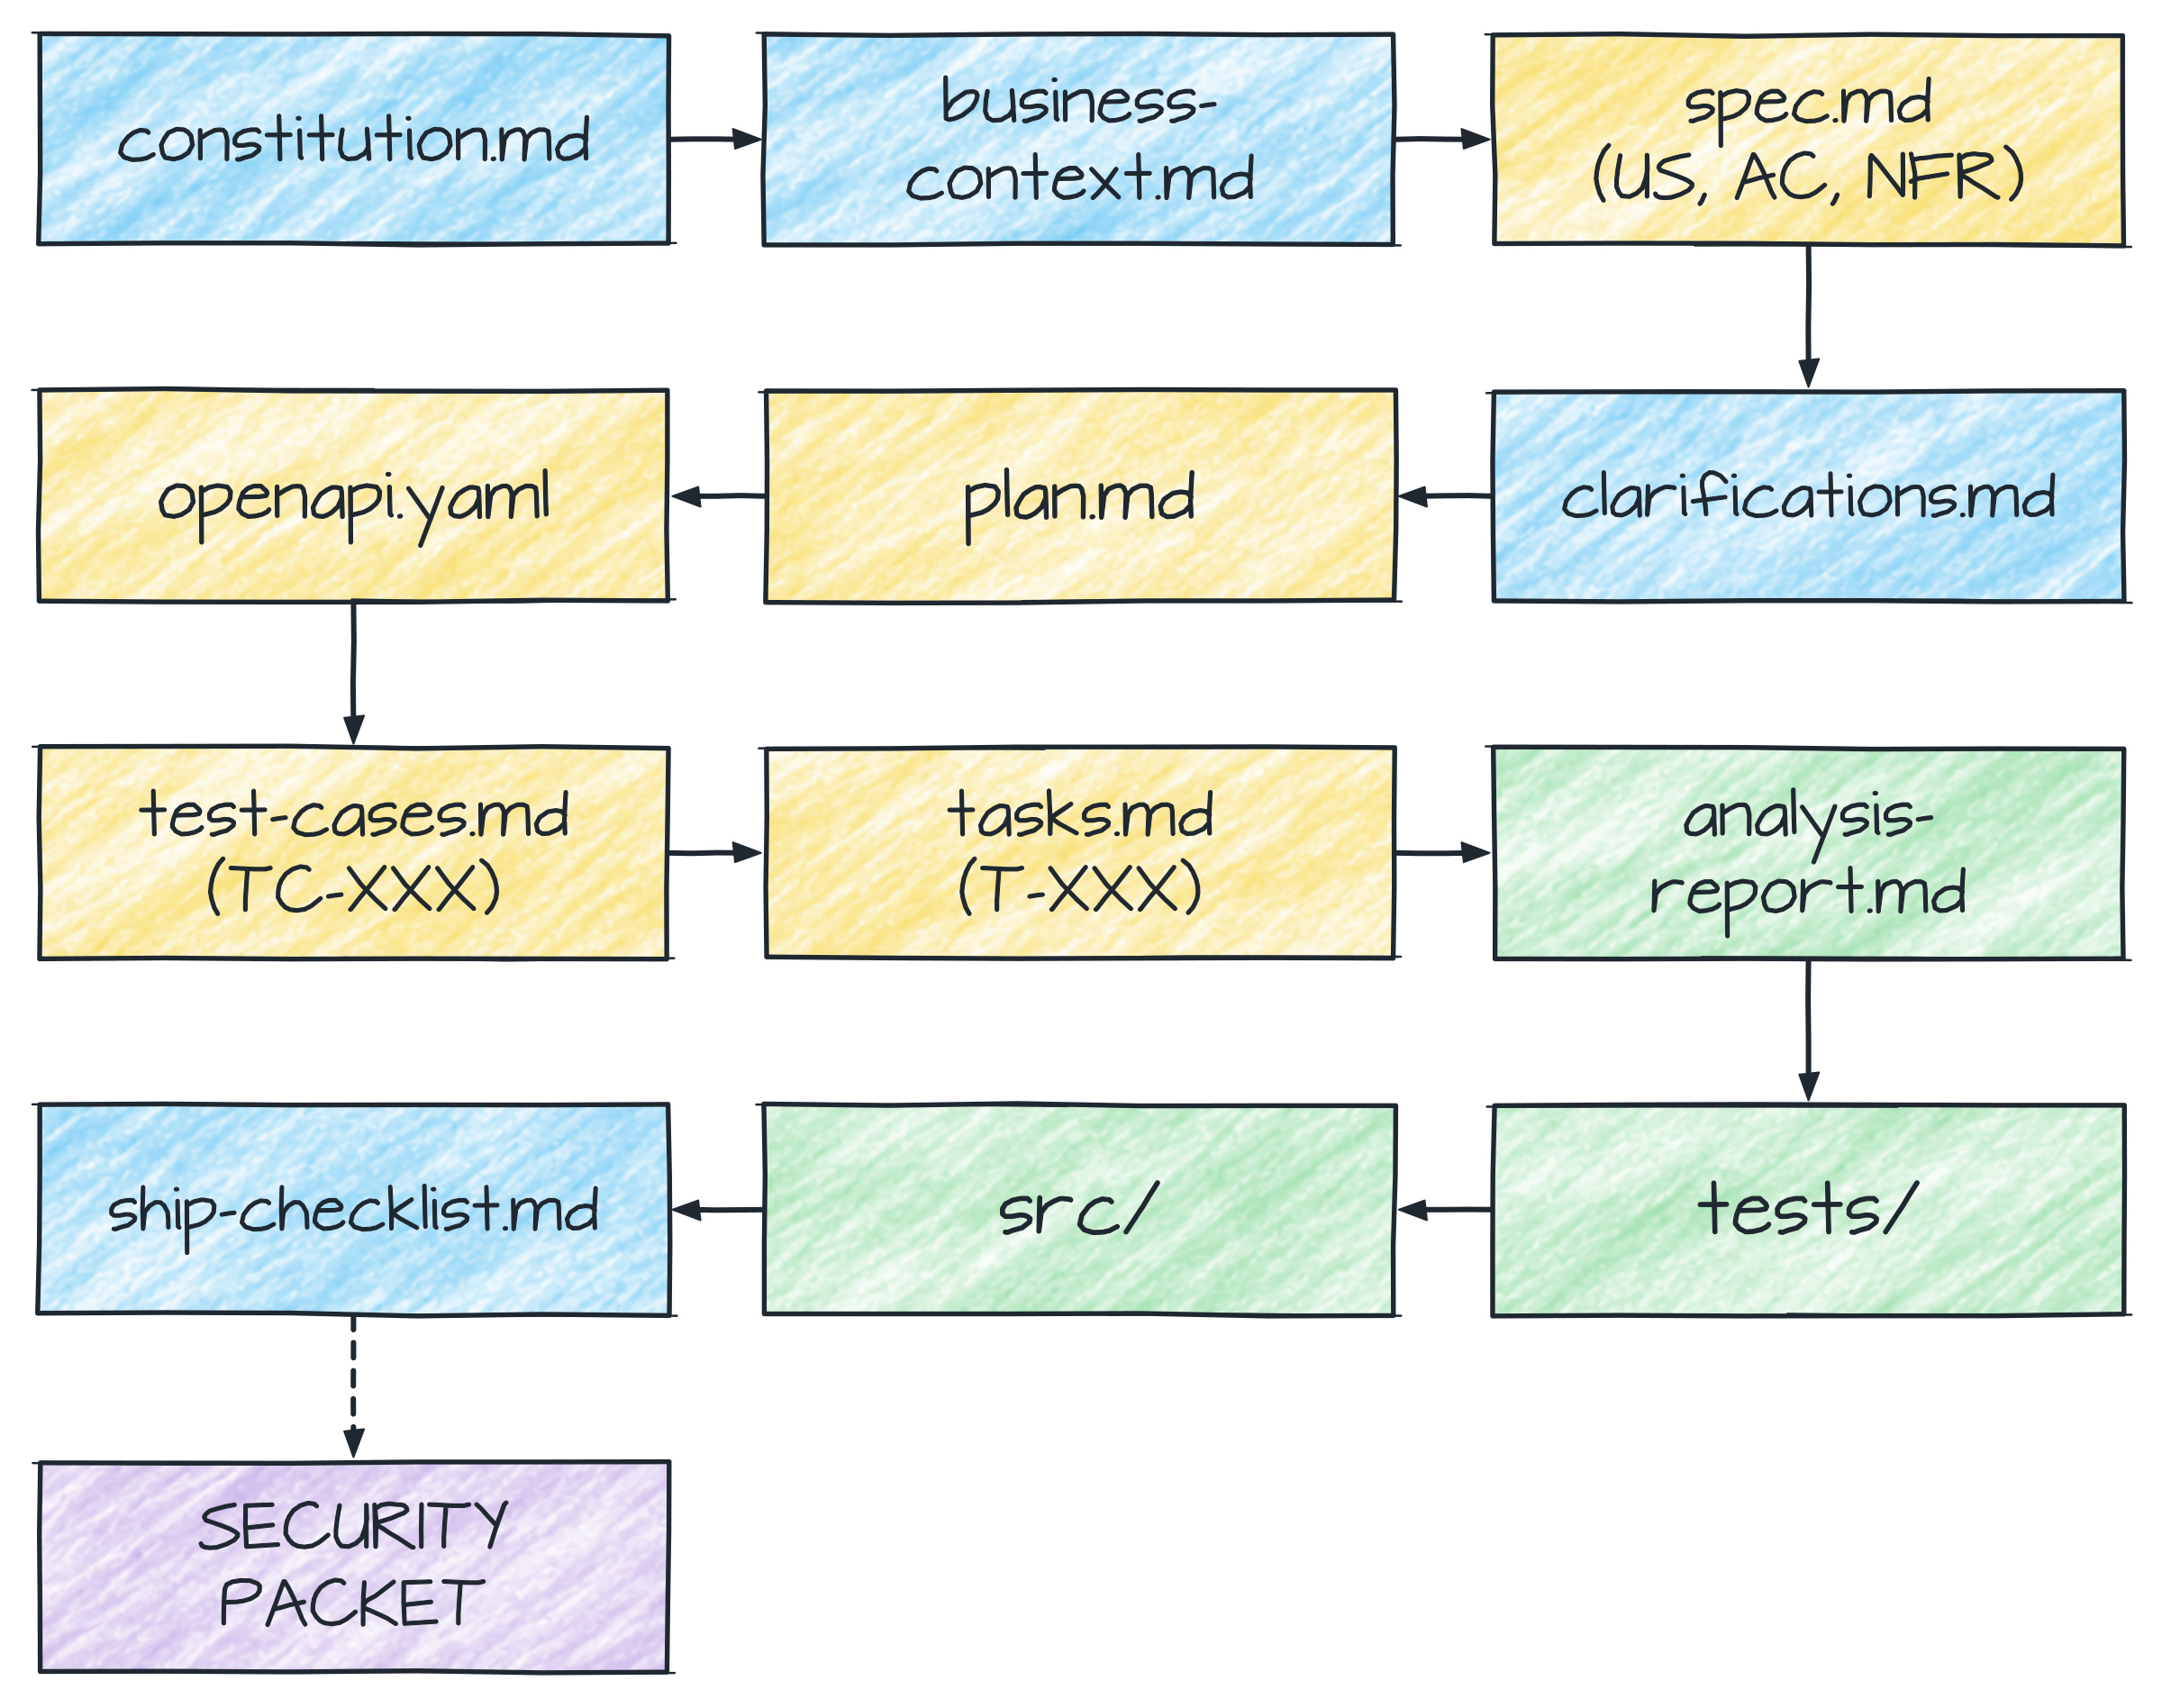 constitution.md
business-
context.md
spec.md
(US, AC, NFR)
clarifications.md
plan.md
openapi.yaml
test-cases.md
(TC-XXX)
tasks.md
(T-XXX)
analysis-
report.md
tests/
src/
ship-checklist.md
SECURITY
PACKET